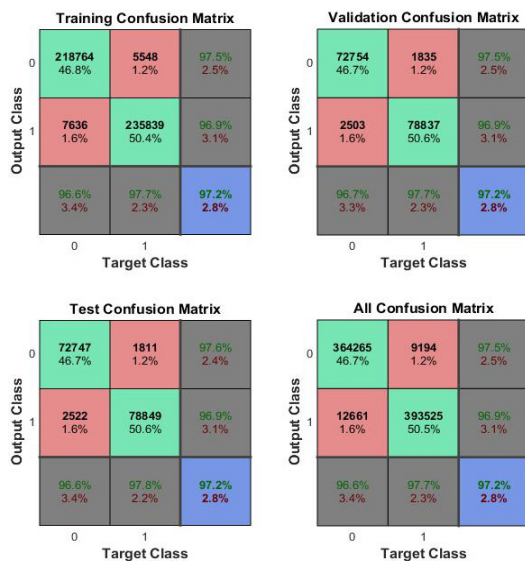 Training Confusion Matrix
0 218764 5548 97.5%
46.8% 1.2% 2.5%
1 7636 235839 96.9%
1.6% 50.4% 3.1%
96.6% 97.7% 97.2%
3.4% 2.3% 2.8%
0 1
Target Class
Output Class
Validation Confusion Matrix
0 72754 1835 97.5%
46.7% 1.2% 2.5%
1 2503 78837 96.9%
1.6% 50.6% 3.1%
96.7% 97.7% 97.2%
3.3% 2.3% 2.8%
0 1
Target Class
Output Class
Test Confusion Matrix
0 72747 1811 97.6%
46.7% 1.2% 2.4%
1 2522 78849 96.9%
1.6% 50.6% 3.1%
96.6% 97.8% 97.2%
3.4% 2.2% 2.8%
0 1
Target Class
Output Class
All Confusion Matrix
0 364265 9194 97.5%
46.7% 1.2% 2.5%
1 12661 393525 96.9%
1.6% 50.5% 3.1%
96.6% 97.7% 97.2%
3.4% 2.3% 2.8%
0 1
Target Class
Output Class